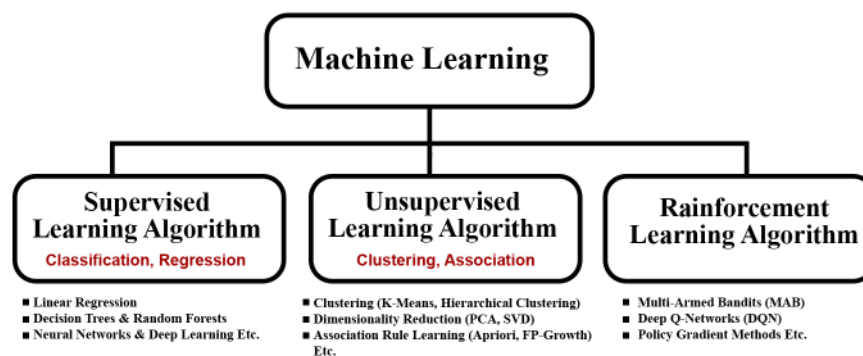 Machine Learning
Supervised
Learning Algorithm
Classification, Regression
Unsupervised
Learning Algorithm
Clustering, Association
Rainforcement
Learning Algorithm
■ Linear Regression
■ Decision Trees & Random Forests
■ Neural Networks & Deep Learning Etc.
■ Clustering (K-Means, Hierarchical Clustering)
■ Dimensionality Reduction (PCA, SVD)
■ Association Rule Learning (Apriori, FP-Growth)
Etc.
■ Multi-Armed Bandits (MAB)
■ Deep Q-Networks (DQN)
■ Policy Gradient Methods Etc.